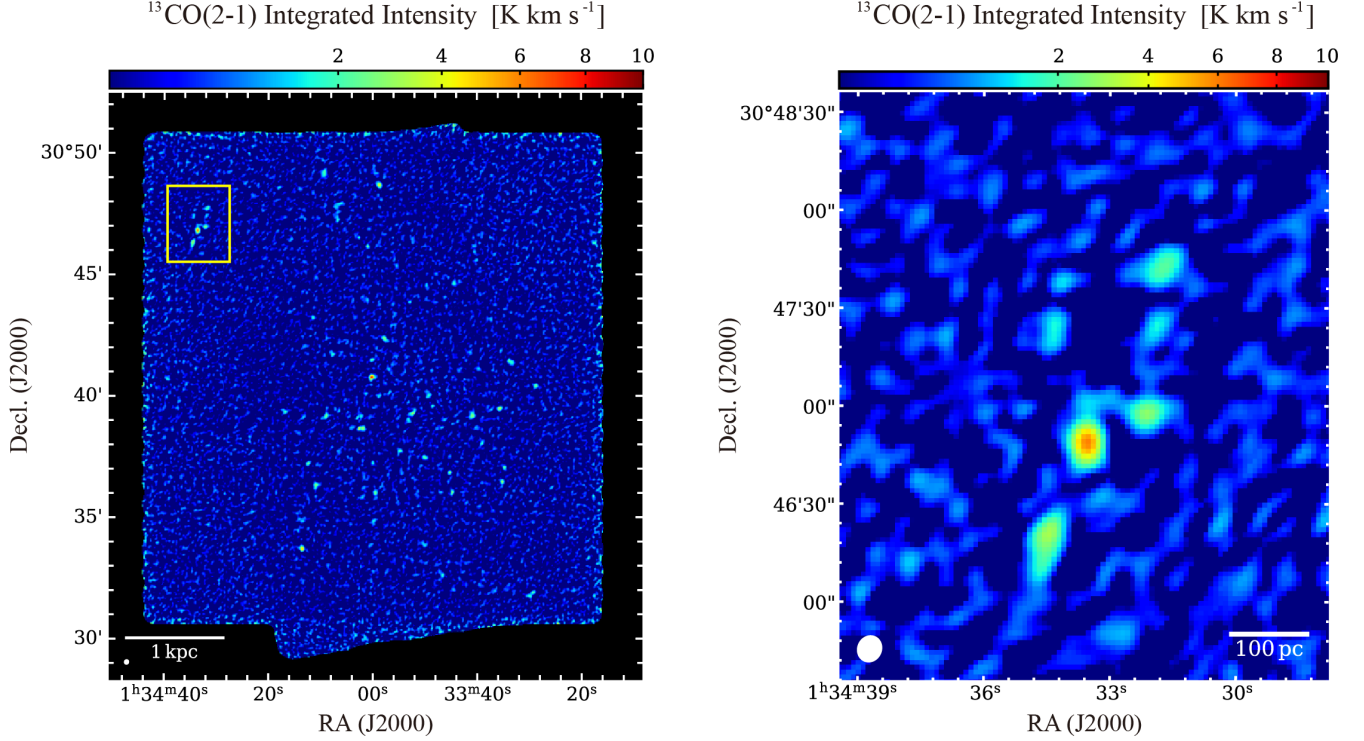 ¹³CO(2-1) Integrated Intensity [K km s⁻¹]
2 4 6 8 10
30°50'
45'
40'
35'
30'
Decl. (J2000)
1 kpc
1ʰ34ᵐ40ˢ 20ˢ 00ˢ 33ᵐ40ˢ 20ˢ
RA (J2000)
¹³CO(2-1) Integrated Intensity [K km s⁻¹]
2 4 6 8 10
30°48'30"
00"
47'30"
00"
46'30"
00"
Decl. (J2000)
100 pc
1ʰ34ᵐ39ˢ 36ˢ 33ˢ 30ˢ
RA (J2000)